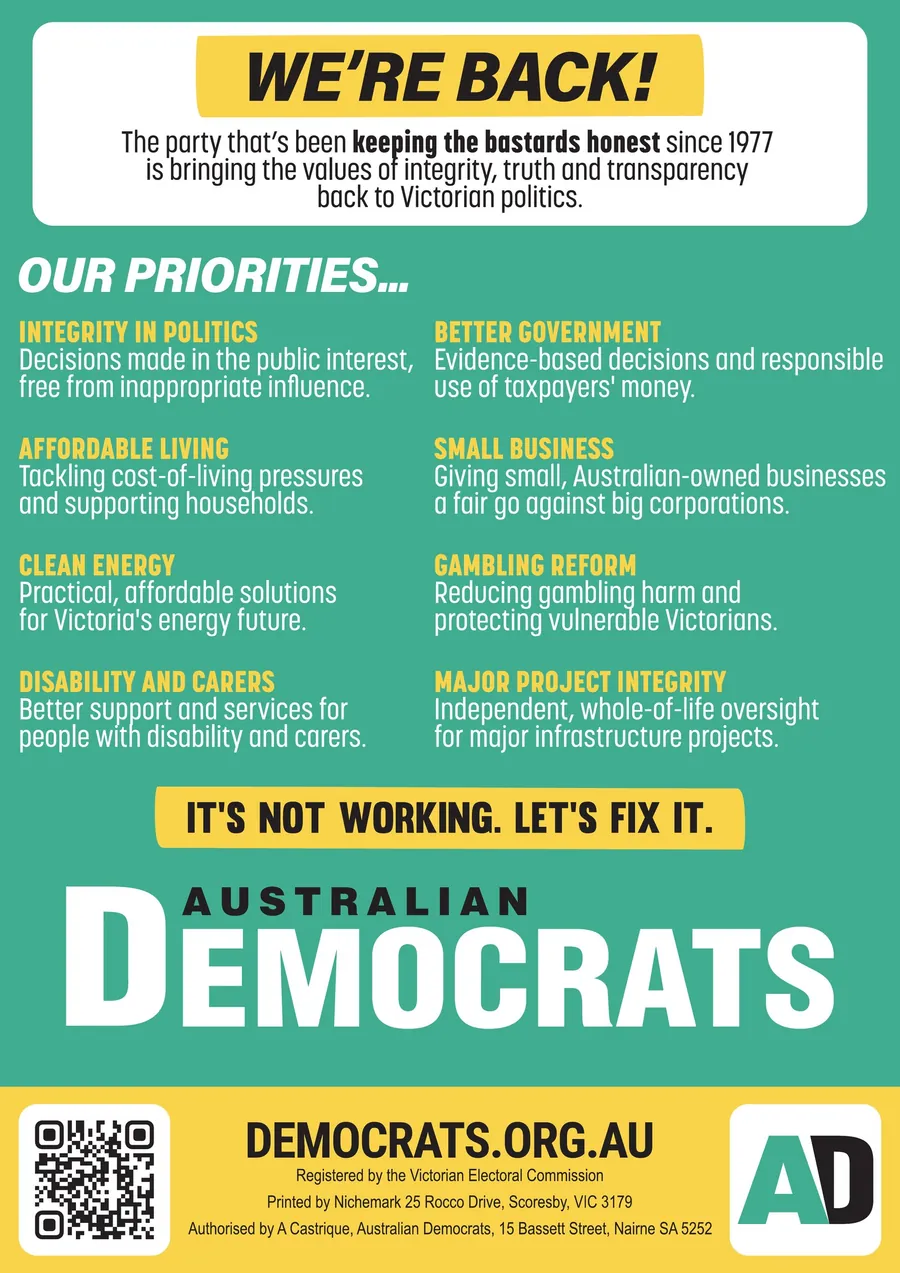 WE'RE BACK!
The party that's been keeping the bastards honest since 1977
is bringing the values of integrity, truth and transparency
back to Victorian politics.
OUR PRIORITIES...
INTEGRITY IN POLITICS
Decisions made in the public interest,
free from inappropriate influence.
BETTER GOVERNMENT
Evidence-based decisions and responsible
use of taxpayers' money.
AFFORDABLE LIVING
Tackling cost-of-living pressures
and supporting households.
SMALL BUSINESS
Giving small, Australian-owned businesses
a fair go against big corporations.
CLEAN ENERGY
Practical, affordable solutions
for Victoria's energy future.
GAMBLING REFORM
Reducing gambling harm and
protecting vulnerable Victorians.
DISABILITY AND CARERS
Better support and services for
people with disability and carers.
MAJOR PROJECT INTEGRITY
Independent, whole-of-life oversight
for major infrastructure projects.
IT'S NOT WORKING. LET'S FIX IT.
AUSTRALIAN
DEMOCRATS
DEMOCRATS.ORG.AU
Registered by the Victorian Electoral Commission
Printed by Nichemark 25 Rocco Drive, Scoresby, VIC 3179
Authorised by A Castrique, Australian Democrats, 15 Bassett Street, Nairne SA 5252
AD